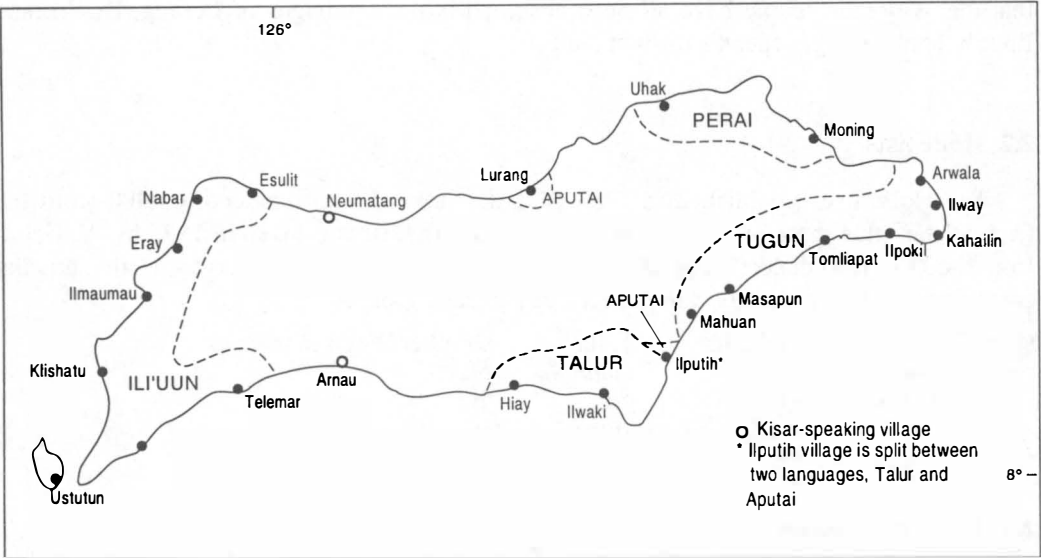 126°
Uhak
PERAI
Moning
Lurang
APUTAI
Arwala
Esulit
Nabar
Neumatang
Ilway
Eray
TUGUN
Tomliapat
Ilpokil
Kahailin
Ilmaumau
APUTAI
Masapun
Mahuan
Klishatu
ILI'UUN
Telemar
Arnau
TALUR
Ilputih*
Hiay
Ilwaki
Kisar-speaking village
* Ilputih village is split between
two languages, Talur and
Aputai
8°
Ustutun